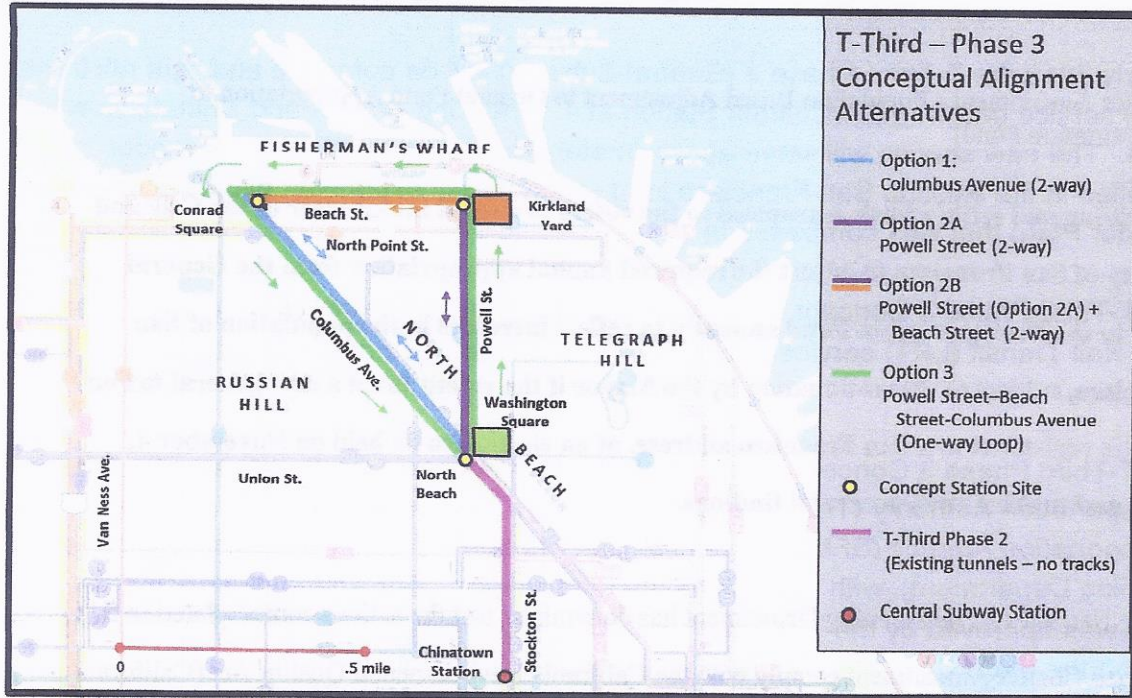 FISHERMAN'S WHARF
Conrad
Square
Beach St.
Kirkland
Yard
North Point St.
Columbus Ave.
NORTH
BEACH
Powell St.
TELEGRAPH
HILL
RUSSIAN
HILL
Washington
Square
Union St.
North
Beach
Van Ness Ave.
Stockton St.
Chinatown
Station
0
.5 mile
T-Third – Phase 3
Conceptual Alignment
Alternatives
Option 1:
Columbus Avenue (2-way)
Option 2A
Powell Street (2-way)
Option 2B
Powell Street (Option 2A) +
Beach Street (2-way)
Option 3
Powell Street–Beach
Street-Columbus Avenue
(One-way Loop)
Concept Station Site
T-Third Phase 2
(Existing tunnels – no tracks)
Central Subway Station